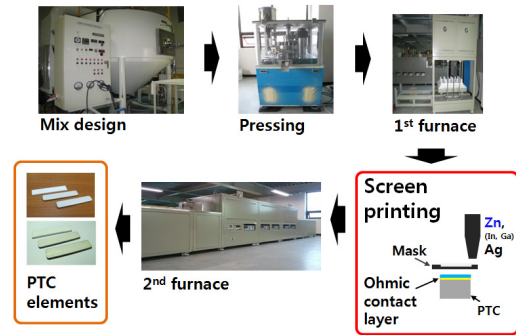 Mix design
Pressing
1st furnace
PTC
elements
2nd furnace
Screen
printing
Zn,
(In, Ga)
Ag
Mask
Ohmic
contact
layer
PTC